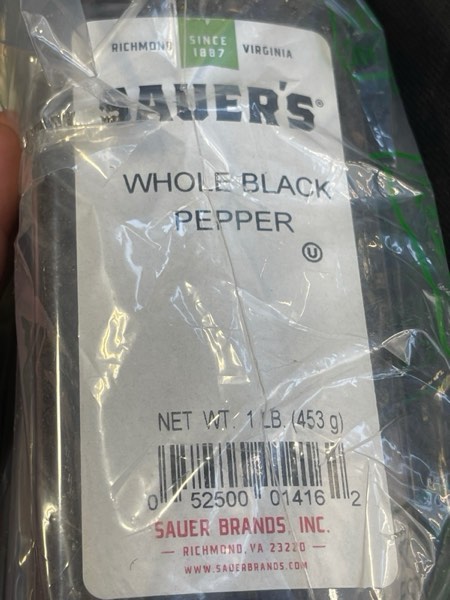 RICHMOND SINCE 1887 VIRGINIA
SAUER'S®
WHOLE BLACK
PEPPER
U
NET WT. 1 LB. (453 g)
0 52500 01416 2
SAUER BRANDS, INC.
— RICHMOND, VA 23220 —
WWW.SAUERBRANDS.COM